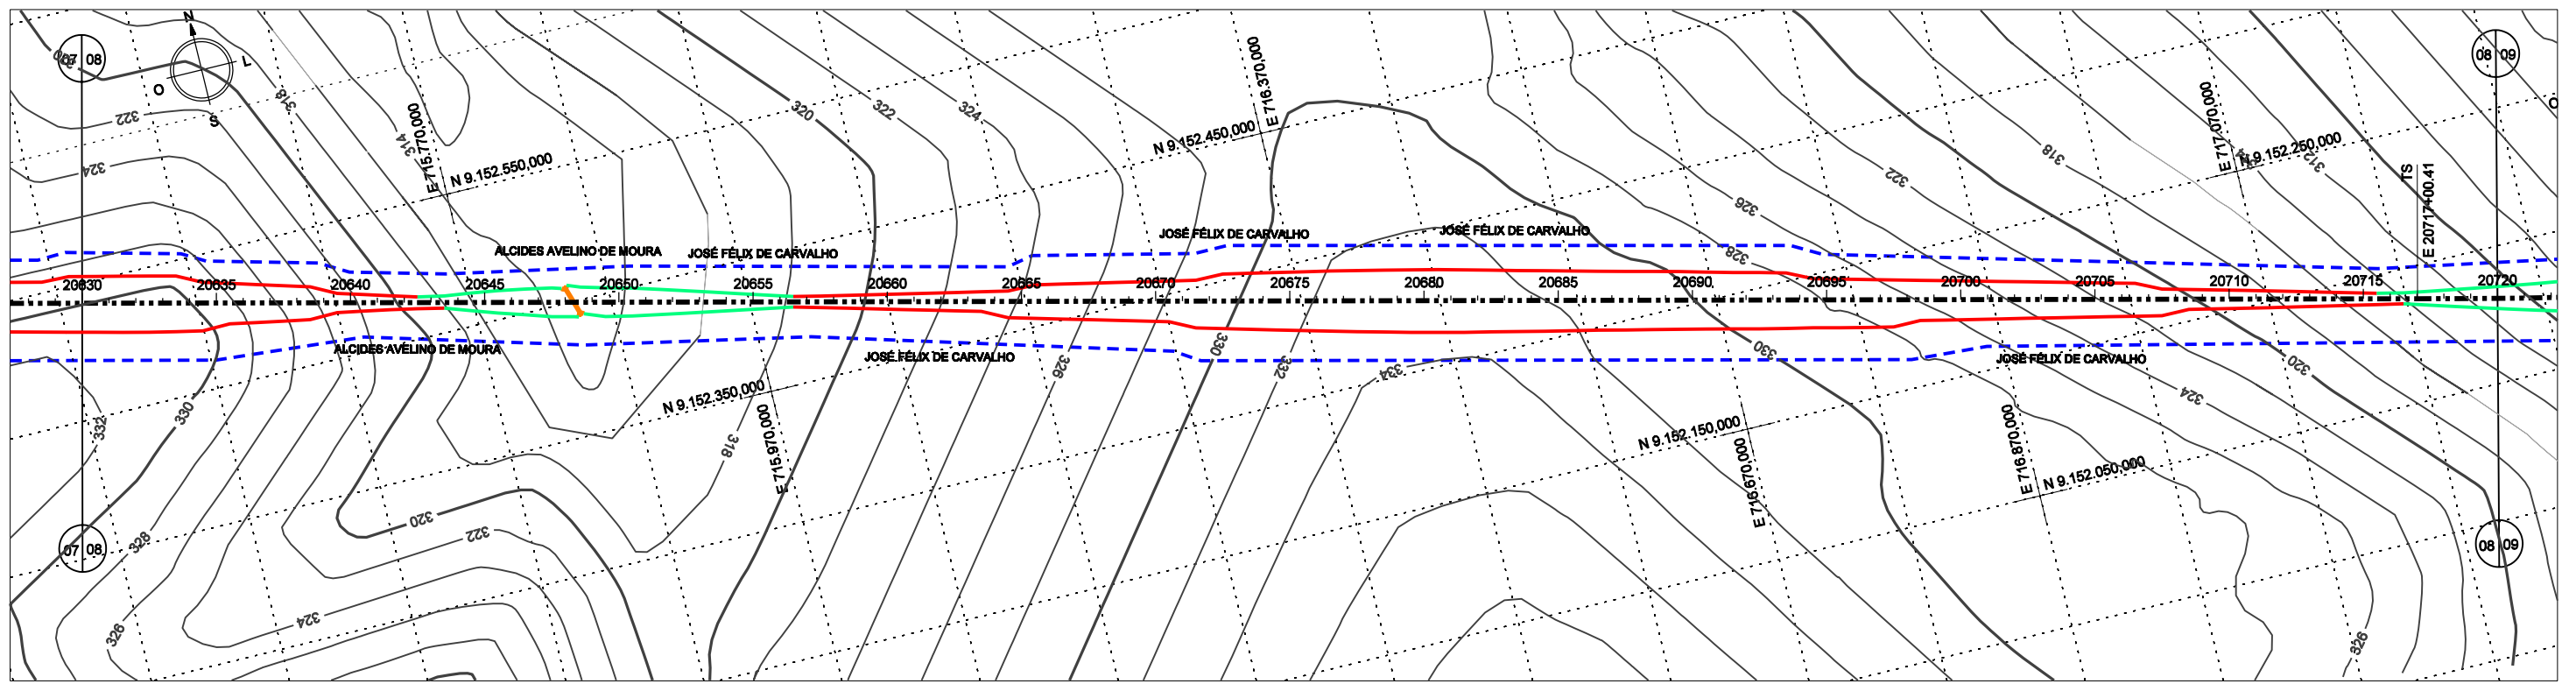 N
O
L
S
07 08
08 09
322
324
318
314
320
322
324
E 715.770,000
N 9.152.550,000
E 716.370,000
N 9.152.450,000
318
322
326
328
E 717.070,000
N 9.152.250,000
312
TS
E 20717+00.41
ALCIDES AVELINO DE MOURA
JOSÉ FÉLIX DE CARVALHO
JOSÉ FÉLIX DE CARVALHO
JOSÉ FÉLIX DE CARVALHO
20630
20635
20640
20645
20650
20655
20660
20665
20670
20675
20680
20685
20690
20695
20700
20705
20710
20715
20720
ALCIDES AVELINO DE MOURA
JOSÉ FÉLIX DE CARVALHO
JOSÉ FÉLIX DE CARVALHO
330
332
334
326
330
320
324
332
330
N 9.152.350,000
E 715.970,000
318
N 9.152.150,000
E 716.670,000
E 716.870,000
N 9.152.050,000
320
322
324
328
326
326
07 08
08 09